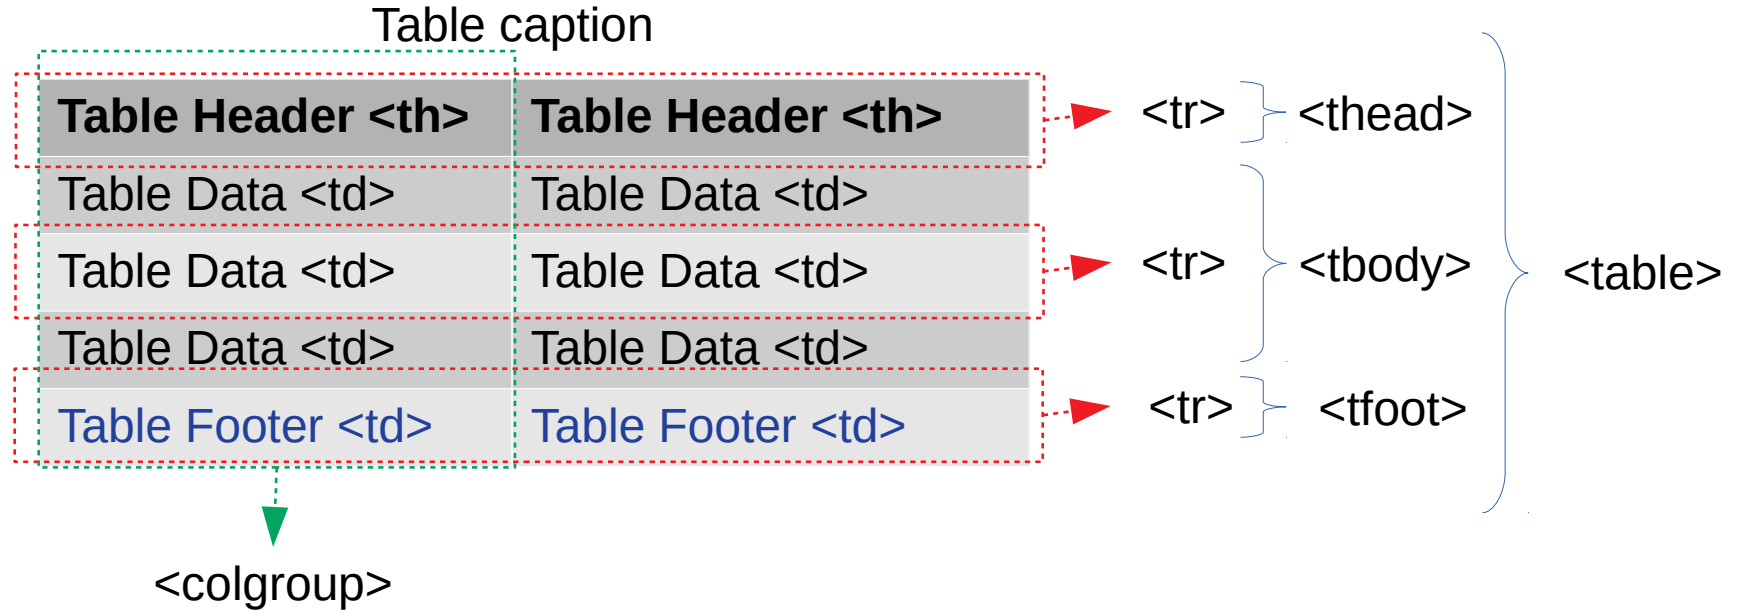 Table caption
Table Header <th> Table Header <th> <tr> <thead>
Table Data <td> Table Data <td>
Table Data <td> Table Data <td> <tr> <tbody> <table>
Table Data <td> Table Data <td>
Table Footer <td> Table Footer <td> <tr> <tfoot>
<colgroup>